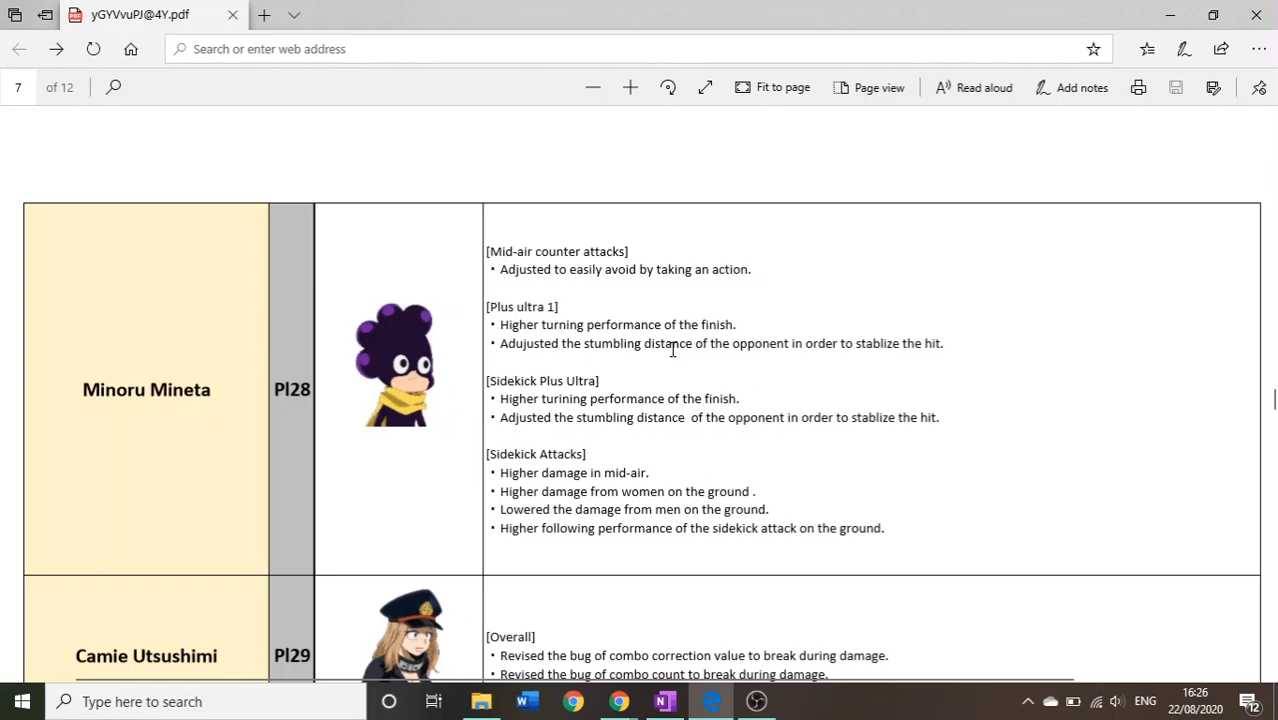 yGYVvuPJ@4Y.pdf
Search or enter web address
7 of 12
Fit to page
Page view
Read aloud
Add notes
Minoru Mineta
Pl28
[Mid-air counter attacks]
・Adjusted to easily avoid by taking an action.
[Plus ultra 1]
・Higher turning performance of the finish.
・Adujusted the stumbling distance of the opponent in order to stablize the hit.
[Sidekick Plus Ultra]
・Higher turining performance of the finish.
・Adjusted the stumbling distance  of the opponent in order to stablize the hit.
[Sidekick Attacks]
・Higher damage in mid-air.
・Higher damage from women on the ground .
・Lowered the damage from men on the ground.
・Higher following performance of the sidekick attack on the ground.
Camie Utsushimi
Pl29
[Overall]
・Revised the bug of combo correction value to break during damage.
・Revised the bug of combo count to break during damage.
Type here to search
ENG
16:26
22/08/2020
12